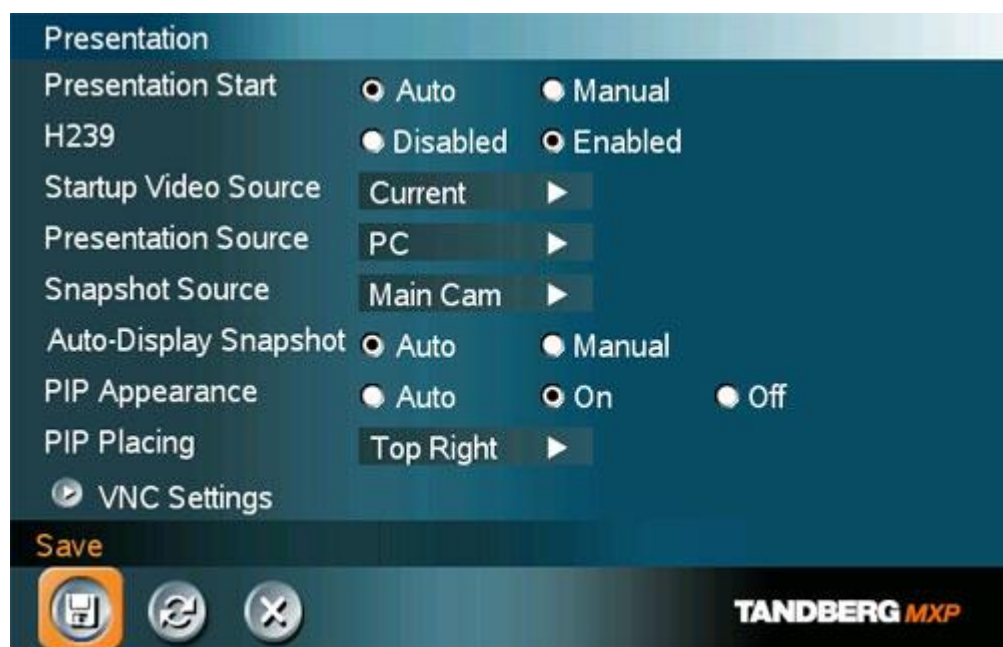 Presentation
Presentation Start Auto Manual
H239 Disabled Enabled
Startup Video Source Current
Presentation Source PC
Snapshot Source Main Cam
Auto-Display Snapshot Auto Manual
PIP Appearance Auto On Off
PIP Placing Top Right
VNC Settings
Save
TANDBERG MXP